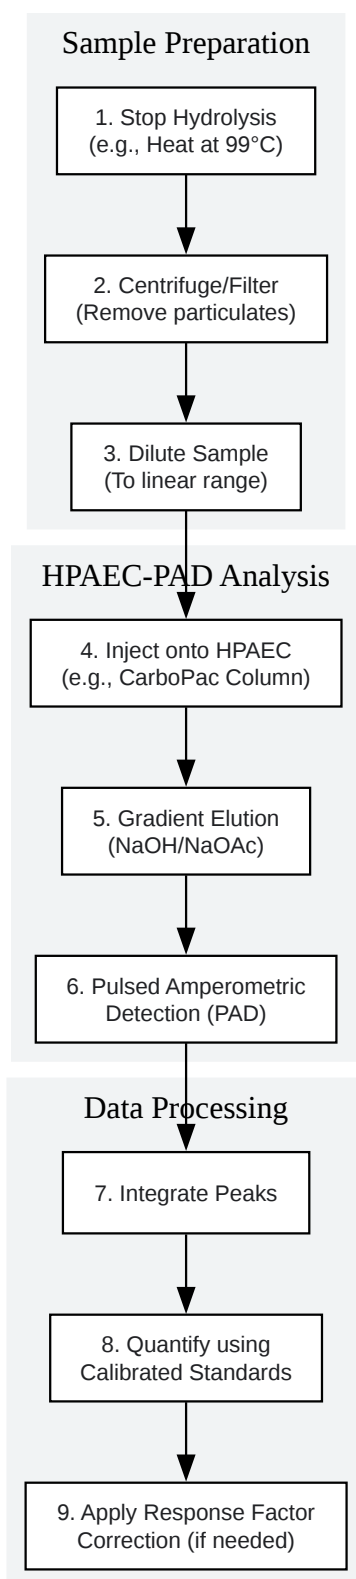 Sample Preparation
1. Stop Hydrolysis
(e.g., Heat at 99°C)
2. Centrifuge/Filter
(Remove particulates)
3. Dilute Sample
(To linear range)
HPAEC-PAD Analysis
4. Inject onto HPAEC
(e.g., CarboPac Column)
5. Gradient Elution
(NaOH/NaOAc)
6. Pulsed Amperometric
Detection (PAD)
Data Processing
7. Integrate Peaks
8. Quantify using
Calibrated Standards
9. Apply Response Factor
Correction (if needed)